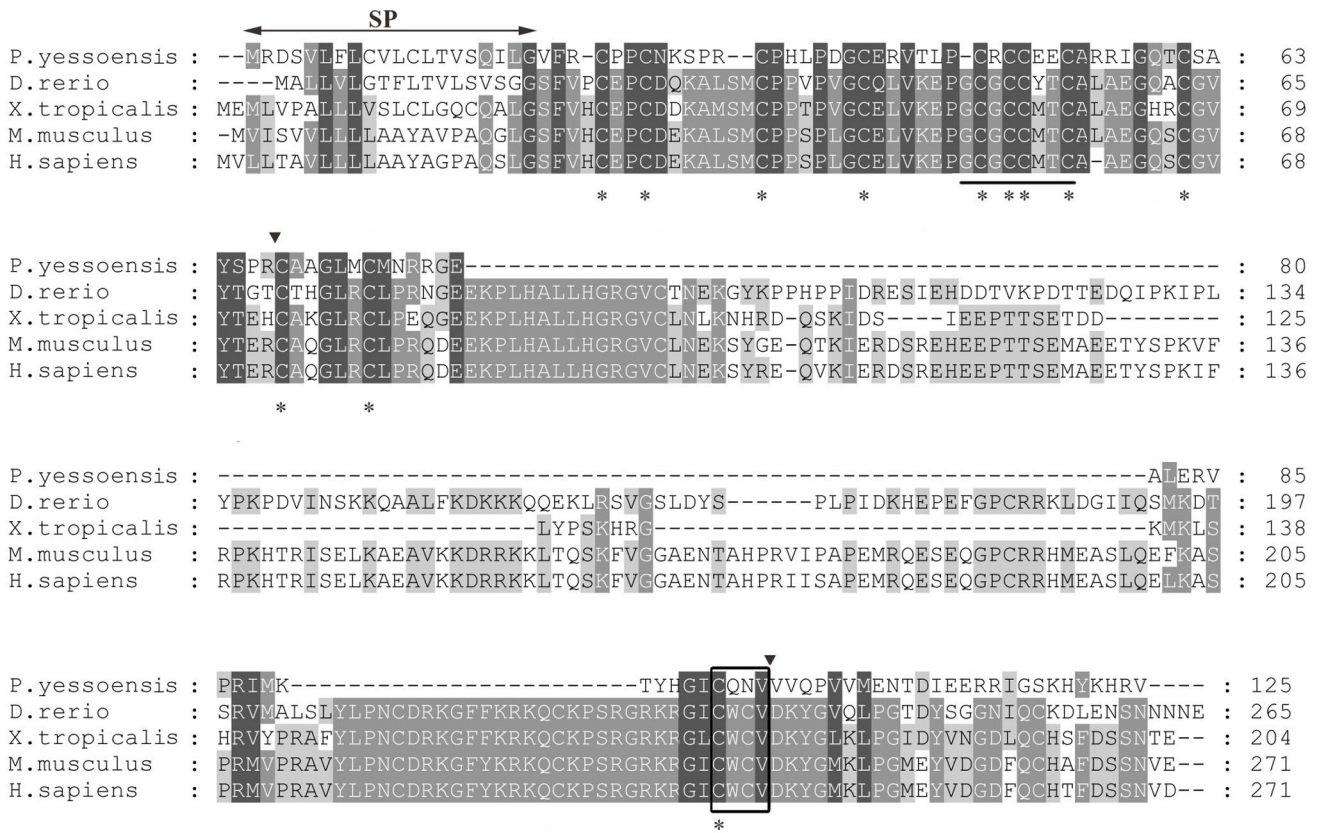 SP
P.yessoensis : --MRDSVLFLCVLCLTVSQILGVFR-CPPCNKSPR--CPHLPDGCERVTLP-CRCCEECARRIGQTCSA : 63
D.rerio : ----MALLVLGTFLTVLSVSGGSFVPCEPCDQKALSMCPPVPVGCQLVKEPGCGCCYTCALAEGQACGV : 65
X.tropicalis : MEMLVPALLLVSLCLGQCQALGSFVHCEPCDDKAMSMCPPTPVGCELVKEPGCGCCMTCALAEGHRCGV : 69
M.musculus : -MVISVVLLLLAAYAVPAQGLGSFVHCEPCDEKALSMCPPSPLGCELVKEPGCGCCMTCALAEGQSCGV : 68
H.sapiens : MVLLTAVLLLLAAYAGPAQSLGSFVHCEPCDEKALSMCPPSPLGCELVKEPGCGCCMTCA-AEGQSCGV : 68
* * * * * ** * *
P.yessoensis : YSPRCAAGLMCMNRRGE---------------------------------------------------- : 80
D.rerio : YTGTCTHGLRCLPRNGEEKPLHALLHGRGVCTNEKGYKPPHPPIDRESIEHDDTVKPDTTEDQIPKIPL : 134
X.tropicalis : YTEHCAKGLRCLPEQGEEKPLHALLHGRGVCLNLKNHRD-QSKIDS----IEEPTTSETDD-------- : 125
M.musculus : YTERCAQGLRCLPRQDEEKPLHALLHGRGVCLNEKSYGE-QTKIERDSREHEEPTTSEMAEETYSPKVF : 136
H.sapiens : YTERCAQGLRCLPRQDEEKPLHALLHGRGVCLNEKSYRE-QVKIERDSREHEEPTTSEMAEETYSPKIF : 136
* *
P.yessoensis : ----------------------------------------------------------------ALERV : 85
D.rerio : YPKPDVINSKKQAALFKDKKKQQEKLRSVGSLDYS------PLPIDKHEPEFGPCRRKLDGIIQSMKDT : 197
X.tropicalis : ----------------------LYPSKHRG----------------------------------KMKLS : 138
M.musculus : RPKHTRISELKAEAVKKDRRKKLTQSKFVGGAENTAHPRVIPAPEMRQESEQGPCRRHMEASLQEFKAS : 205
H.sapiens : RPKHTRISELKAEAVKKDRRKKLTQSKFVGGAENTAHPRIISAPEMRQESEQGPCRRHMEASLQELKAS : 205
P.yessoensis : PRIMK------------------------TYHGICQNVVVQPVVMENTDIEERRIGSKHYKHRV---- : 125
D.rerio : SRVMALSLYLPNCDRKGFFKRKQCKPSRGRKRGICWCVDKYGVQLPGTDYSGGNIQCKDLENSNNNNE : 265
X.tropicalis : HRVYPRAFYLPNCDRKGFFKRKQCKPSRGRKRGLCWCVDKYGLKLPGIDYVNGDLQCHSFDSSNTE-- : 204
M.musculus : PRMVPRAVYLPNCDRKGFYKRKQCKPSRGRKRGICWCVDKYGMKLPGMEYVDGDFQCHAFDSSNVE-- : 271
H.sapiens : PRMVPRAVYLPNCDRKGFYKRKQCKPSRGRKRGICWCVDKYGMKLPGMEYVDGDFQCHTFDSSNVD-- : 271
*